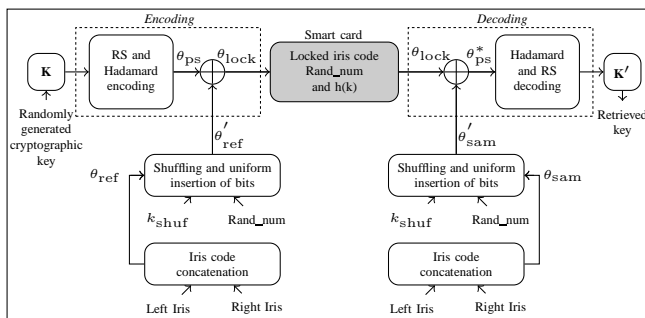 Encoding
Smart card
Decoding
K
RS and
Hadamard
encoding
θps
θlock
Locked iris code
Rand_num
and h(k)
θlock
θ*ps
Hadamard
and RS
decoding
K′
Randomly
generated
cryptographic
key
Retrieved
key
θ′ref
θ′sam
θref
Shuffling and uniform
insertion of bits
Shuffling and uniform
insertion of bits
θsam
kshuf
Rand_num
kshuf
Rand_num
Iris code
concatenation
Iris code
concatenation
Left Iris
Right Iris
Left Iris
Right Iris